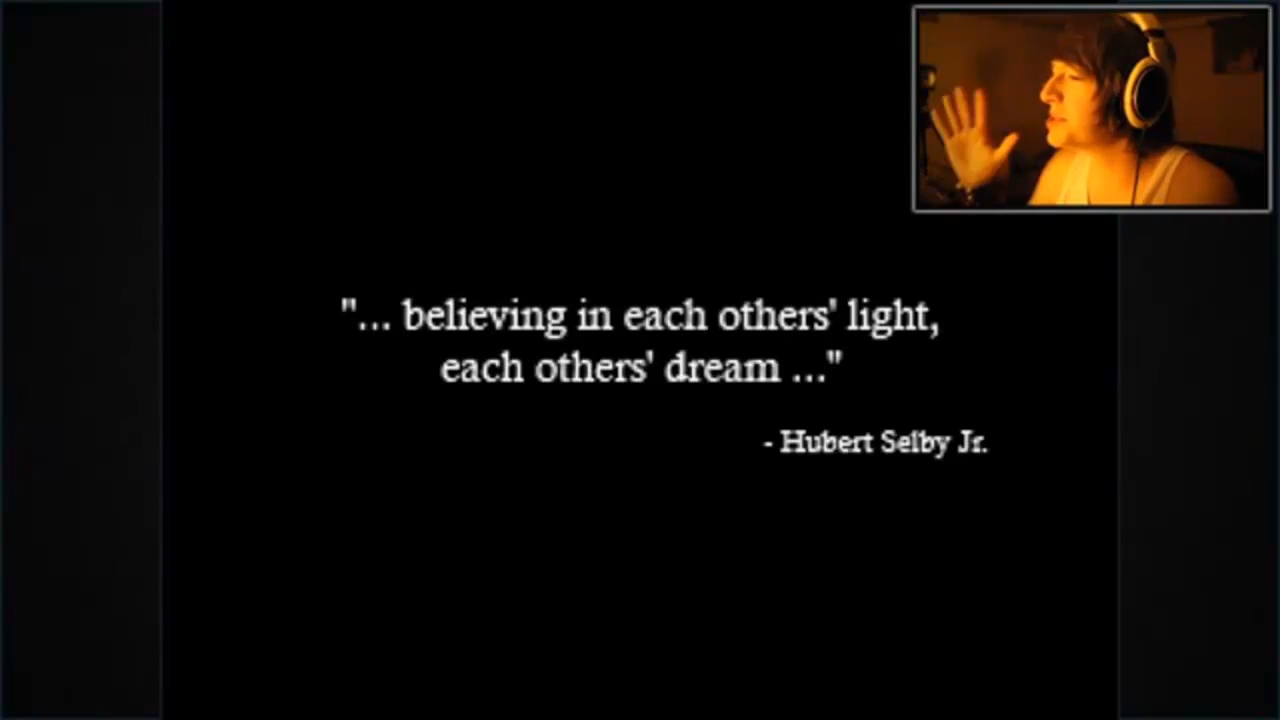 "... believing in each others' light,
each others' dream ..."
- Hubert Selby Jr.